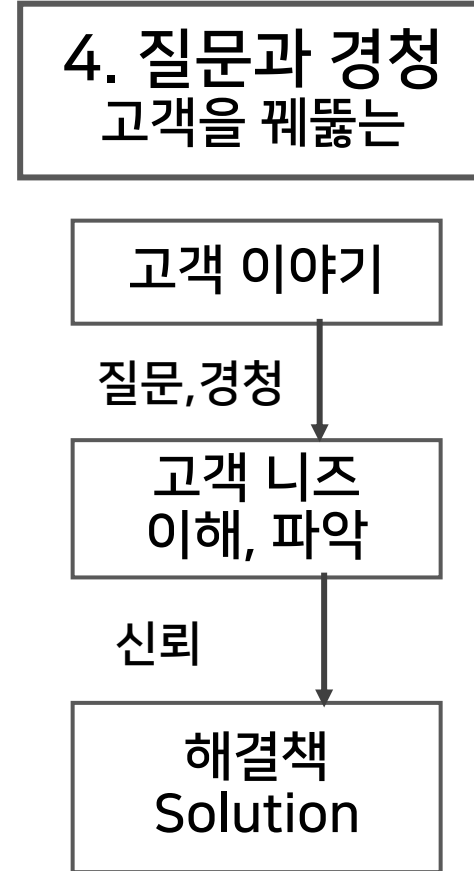 4. 질문과 경청
고객을 꿰뚫는
고객 이야기
질문,경청
고객 니즈
이해, 파악
신뢰
해결책
Solution